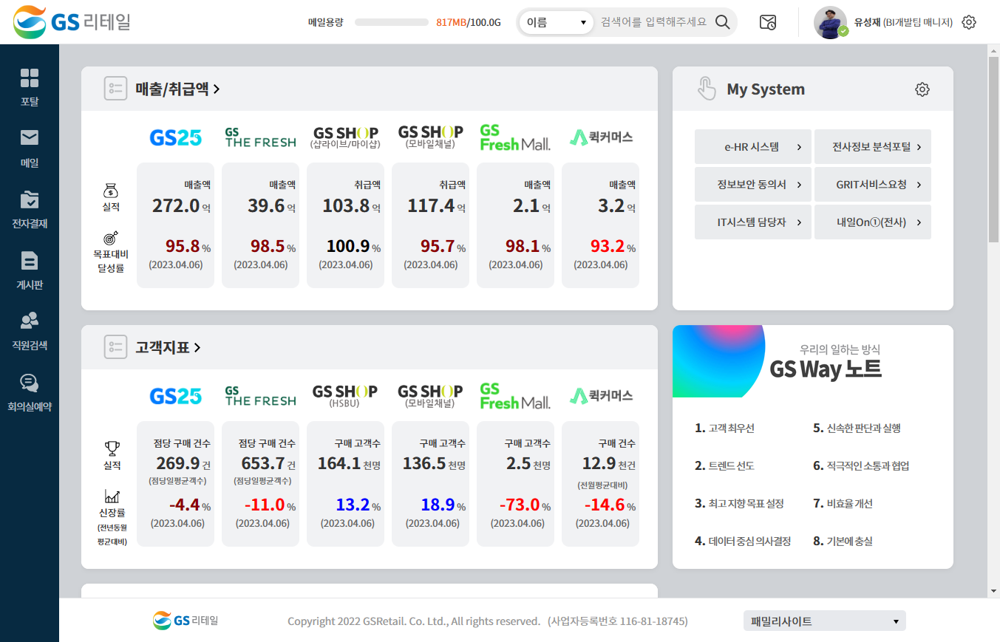 GS리테일
메일용량 817MB/100.0G 이름 검색어를 입력해주세요 유성재 (BI개발팀 매니저)
포탈
메일
전자결재
게시판
직원검색
회의실예약
매출/취급액
GS25 GS THE FRESH GS SHOP (샵라이브/마이샵) GS SHOP (모바일채널) GS Fresh Mall. 퀵커머스
매출액 매출액 취급액 취급액 매출액 매출액
실적 272.0 억 39.6 억 103.8 억 117.4 억 2.1 억 3.2 억
목표대비 달성률 95.8 % 98.5 % 100.9 % 95.7 % 98.1 % 93.2 %
(2023.04.06) (2023.04.06) (2023.04.06) (2023.04.06) (2023.04.06) (2023.04.06)
My System
e-HR 시스템 전사정보 분석포털
정보보안 동의서 GRIT서비스요청
IT시스템 담당자 내일On①(전사)
고객지표
GS25 GS THE FRESH GS SHOP (HSBU) GS SHOP (모바일채널) GS Fresh Mall. 퀵커머스
점당 구매 건수 점당 구매 건수 구매 고객수 구매 고객수 구매 고객수 구매 건수
실적 269.9 건 653.7 건 164.1 천명 136.5 천명 2.5 천명 12.9 천건
(점당일평균객수) (점당일평균객수) (전월평균대비)
신장률 -4.4 % -11.0 % 13.2 % 18.9 % -73.0 % -14.6 %
(전년동월 평균대비) (2023.04.06) (2023.04.06) (2023.04.06) (2023.04.06) (2023.04.06) (2023.04.06)
우리의 일하는 방식
GS Way 노트
1. 고객 최우선 5. 신속한 판단과 실행
2. 트렌드 선도 6. 적극적인 소통과 협업
3. 최고 지향 목표 설정 7. 비효율 개선
4. 데이터 중심 의사결정 8. 기본에 충실
GS리테일 Copyright 2022 GSRetail. Co. Ltd., All rights reserved. (사업자등록번호 116-81-18745) 패밀리사이트